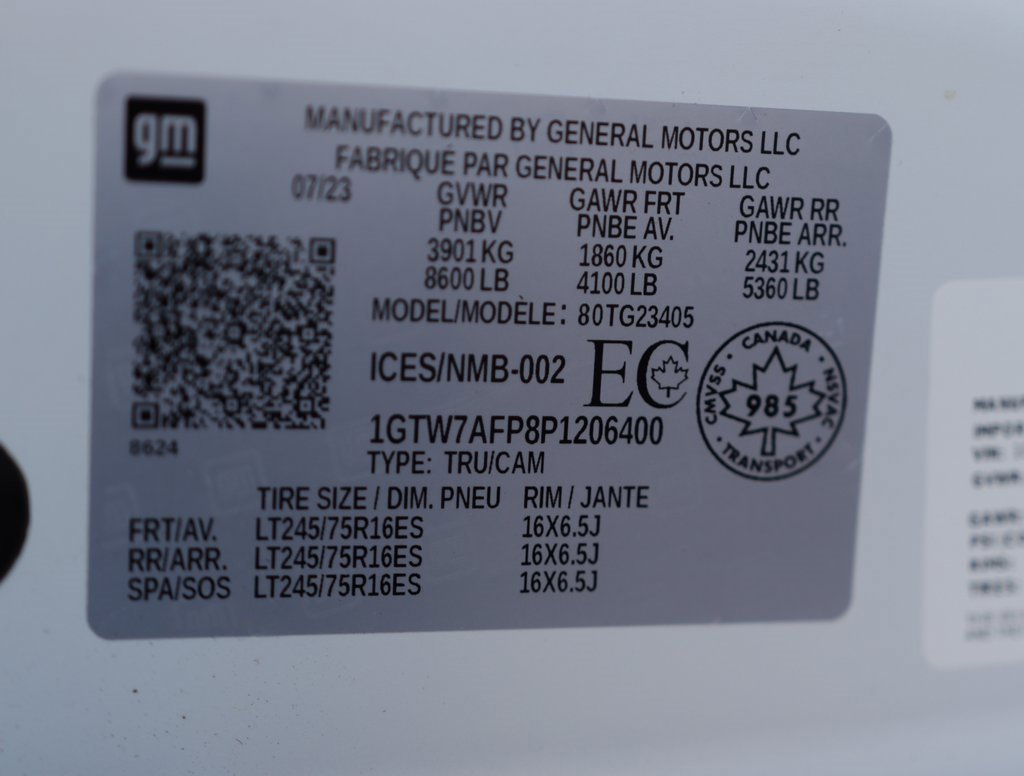 gm
MANUFACTURED BY GENERAL MOTORS LLC
FABRIQUÉ PAR GENERAL MOTORS LLC
07/23 GVWR GAWR FRT GAWR RR
PNBV PNBE AV. PNBE ARR.
3901 KG 1860 KG 2431 KG
8600 LB 4100 LB 5360 LB
MODEL/MODÈLE: 80TG23405
ICES/NMB-002 EC
CANADA
CMVSS 985 NSVAC
TRANSPORT
1GTW7AFP8P1206400
8624
TYPE: TRU/CAM
TIRE SIZE / DIM. PNEU RIM / JANTE
FRT/AV. LT245/75R16ES 16X6.5J
RR/ARR. LT245/75R16ES 16X6.5J
SPA/SOS LT245/75R16ES 16X6.5J